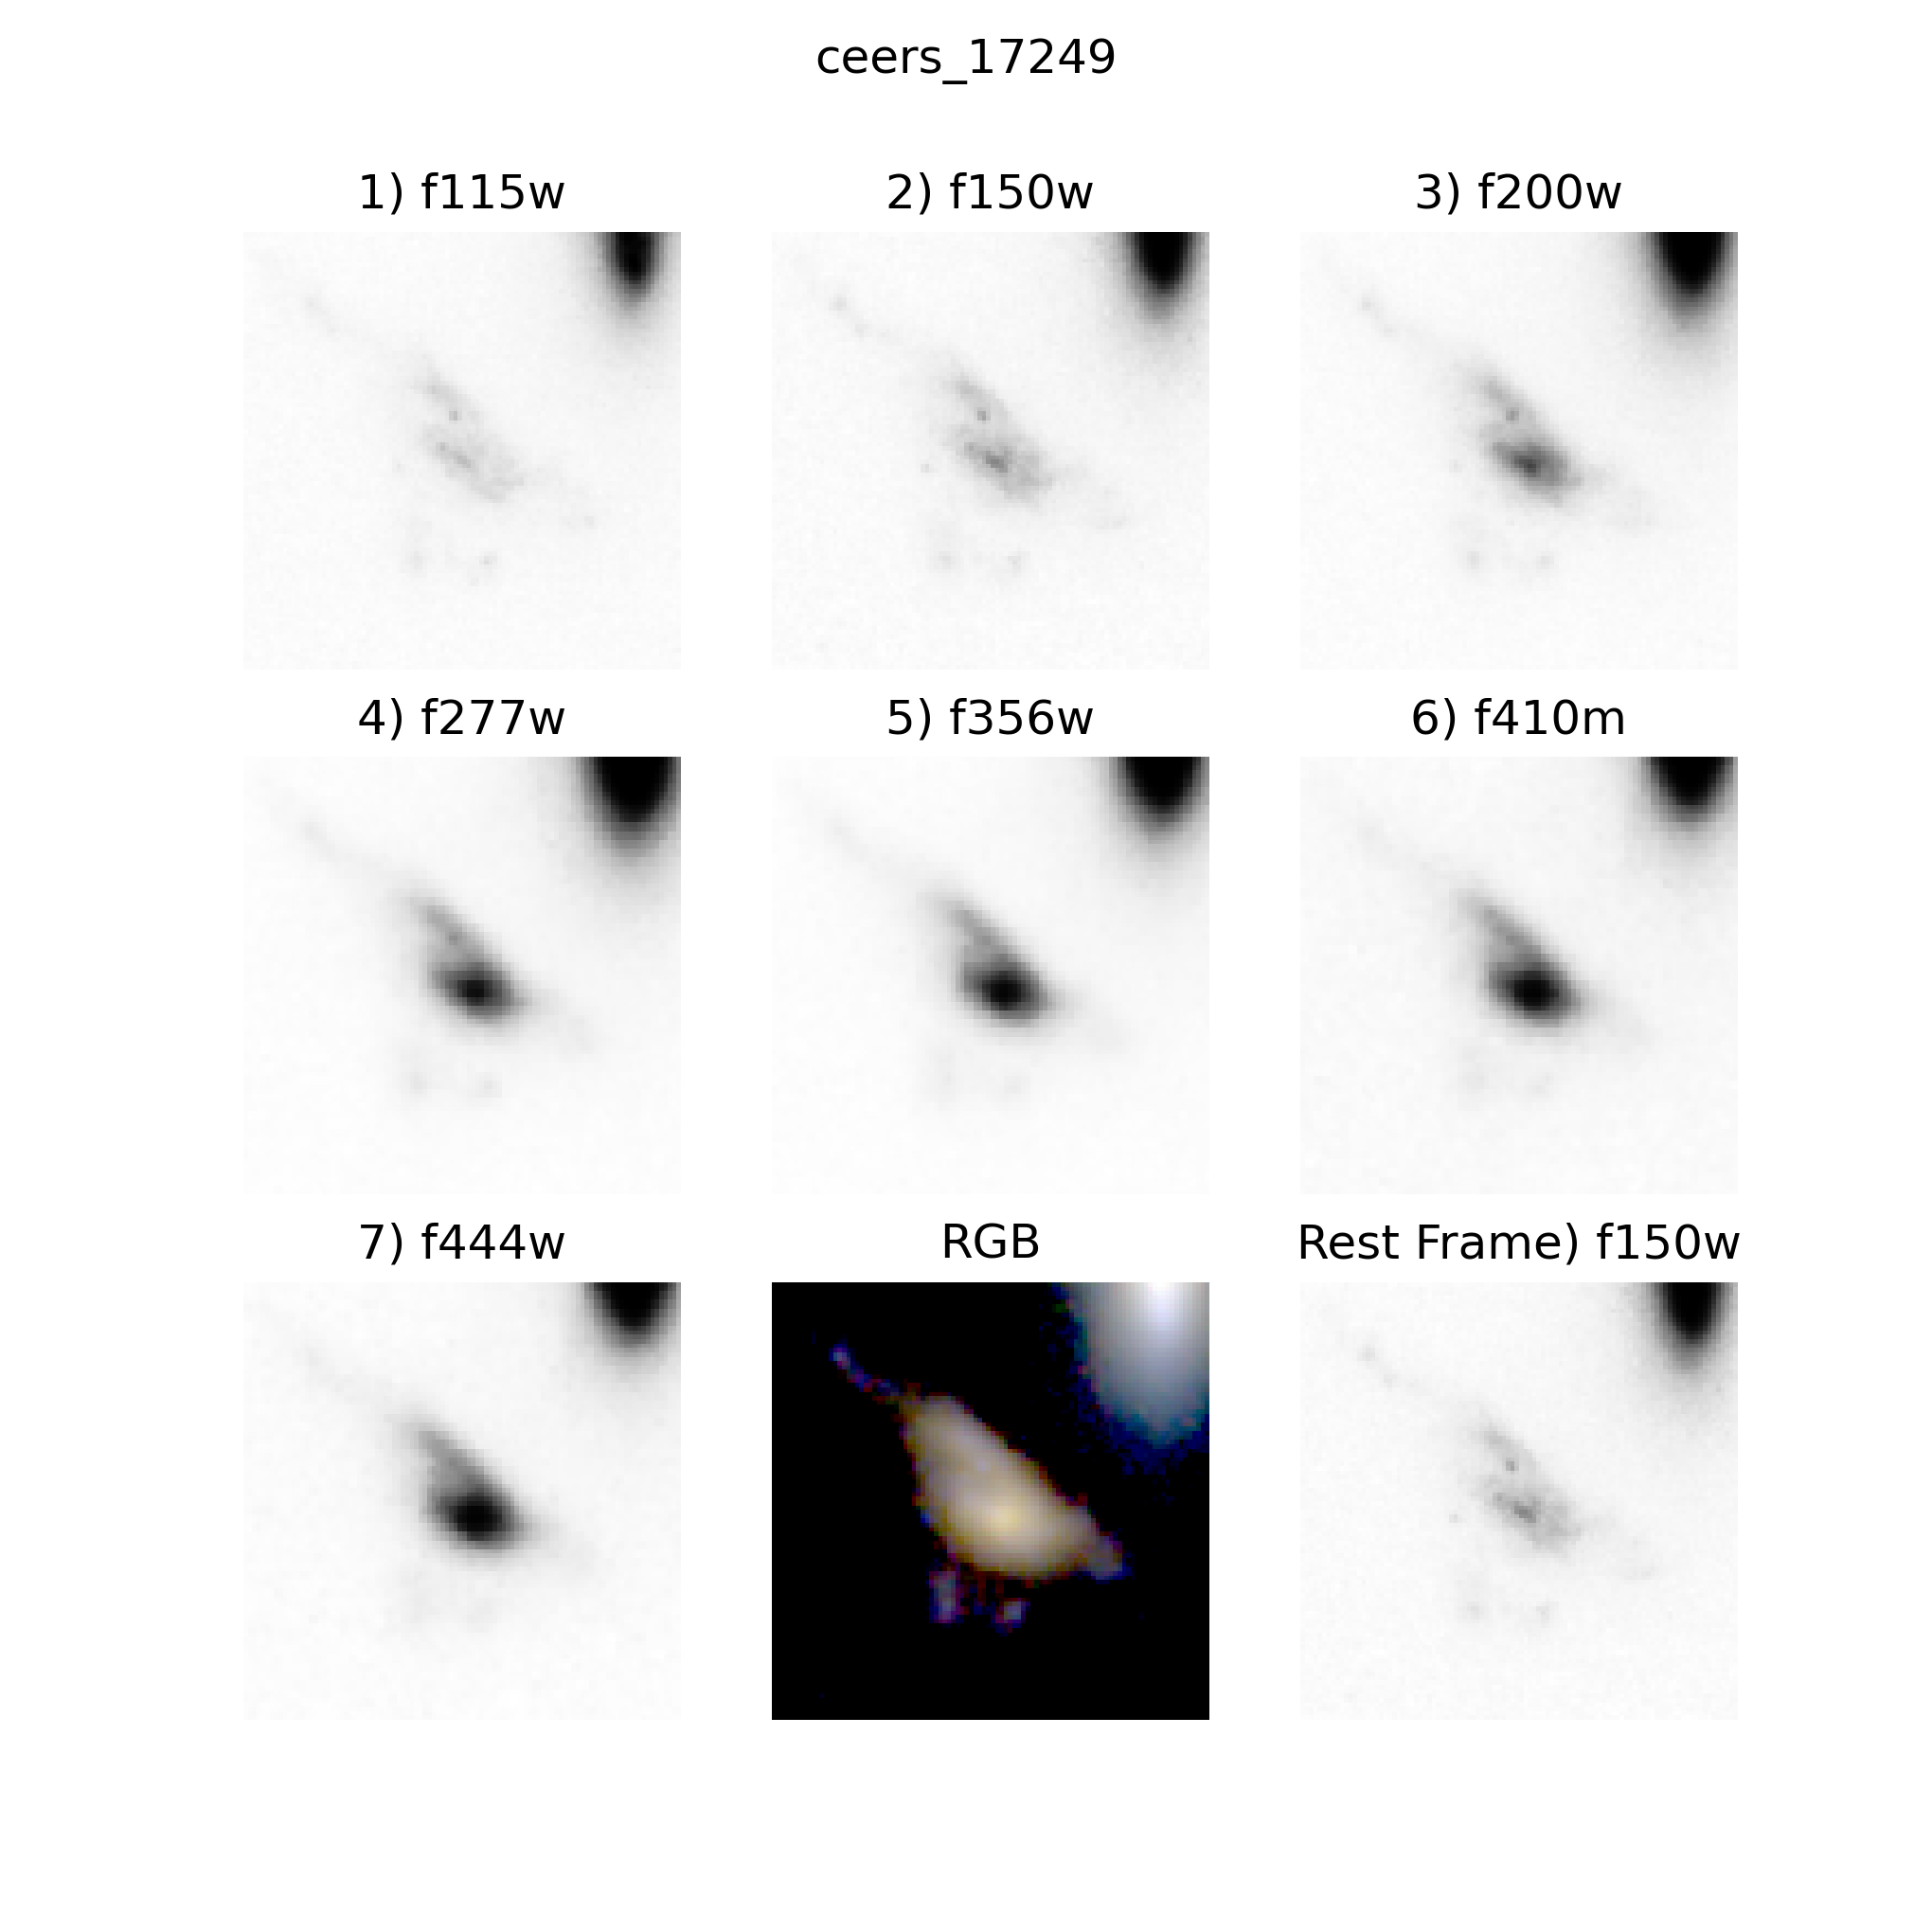 ceers_17249
1) f115w
2) f150w
3) f200w
4) f277w
5) f356w
6) f410m
7) f444w
RGB
Rest Frame) f150w